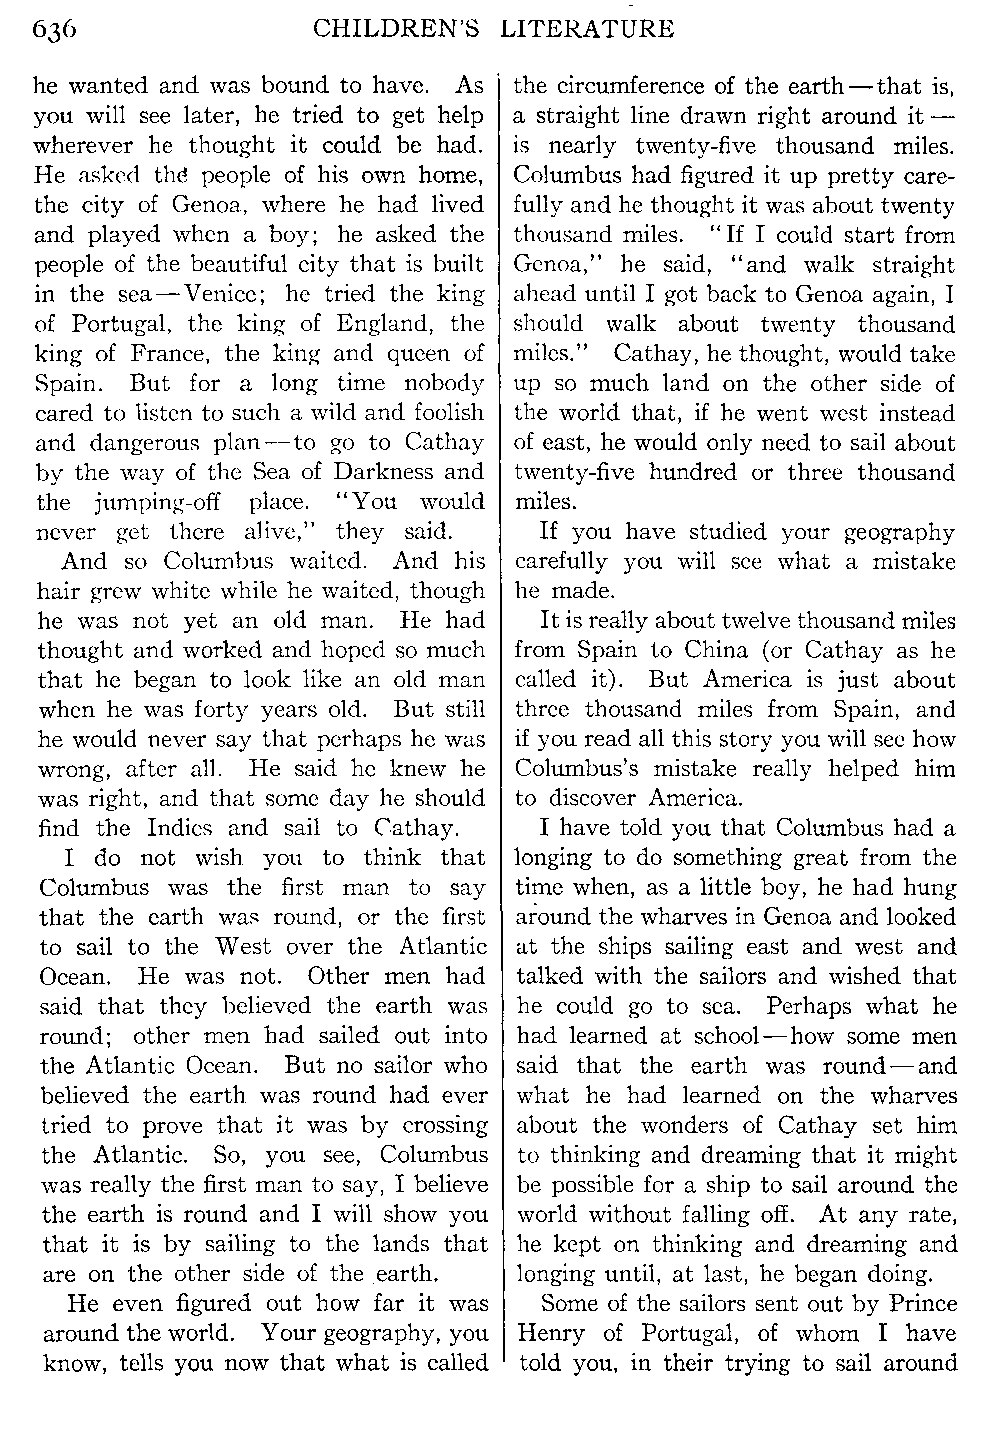 636 CHILDREN'S LITERATURE
he wanted and was bound to have. As
you will see later, he tried to get help
wherever he thought it could be had.
He asked the people of his own home,
the city of Genoa, where he had lived
and played when a boy; he asked the
people of the beautiful city that is built
in the sea—Venice; he tried the king
of Portugal, the king of England, the
king of France, the king and queen of
Spain. But for a long time nobody
cared to listen to such a wild and foolish
and dangerous plan—to go to Cathay
by the way of the Sea of Darkness and
the jumping-off place. "You would
never get there alive," they said.
And so Columbus waited. And his
hair grew white while he waited, though
he was not yet an old man. He had
thought and worked and hoped so much
that he began to look like an old man
when he was forty years old. But still
he would never say that perhaps he was
wrong, after all. He said he knew he
was right, and that some day he should
find the Indies and sail to Cathay.
I do not wish you to think that
Columbus was the first man to say
that the earth was round, or the first
to sail to the West over the Atlantic
Ocean. He was not. Other men had
said that they believed the earth was
round; other men had sailed out into
the Atlantic Ocean. But no sailor who
believed the earth was round had ever
tried to prove that it was by crossing
the Atlantic. So, you see, Columbus
was really the first man to say, I believe
the earth is round and I will show you
that it is by sailing to the lands that
are on the other side of the earth.
He even figured out how far it was
around the world. Your geography, you
know, tells you now that what is called
the circumference of the earth—that is,
a straight line drawn right around it—
is nearly twenty-five thousand miles.
Columbus had figured it up pretty care-
fully and he thought it was about twenty
thousand miles. "If I could start from
Genoa," he said, "and walk straight
ahead until I got back to Genoa again, I
should walk about twenty thousand
miles." Cathay, he thought, would take
up so much land on the other side of
the world that, if he went west instead
of east, he would only need to sail about
twenty-five hundred or three thousand
miles.
If you have studied your geography
carefully you will see what a mistake
he made.
It is really about twelve thousand miles
from Spain to China (or Cathay as he
called it). But America is just about
three thousand miles from Spain, and
if you read all this story you will see how
Columbus's mistake really helped him
to discover America.
I have told you that Columbus had a
longing to do something great from the
time when, as a little boy, he had hung
around the wharves in Genoa and looked
at the ships sailing east and west and
talked with the sailors and wished that
he could go to sea. Perhaps what he
had learned at school—how some men
said that the earth was round—and
what he had learned on the wharves
about the wonders of Cathay set him
to thinking and dreaming that it might
be possible for a ship to sail around the
world without falling off. At any rate,
he kept on thinking and dreaming and
longing until, at last, he began doing.
Some of the sailors sent out by Prince
Henry of Portugal, of whom I have
told you, in their trying to sail around